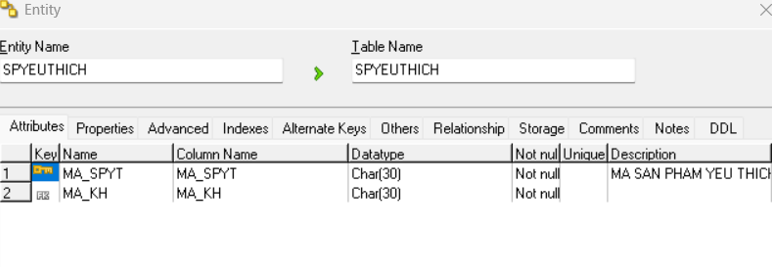 Entity
Entity Name
Table Name
SPYEUTHICH
SPYEUTHICH
Attributes Properties Advanced Indexes Alternate Keys Others Relationship Storage Comments Notes DDL
Key Name Column Name Datatype Not nul Unique Description
1 MA_SPYT MA_SPYT Char(30) Not null MA SAN PHAM YEU THICH
2 MA_KH MA_KH Char(30) Not null